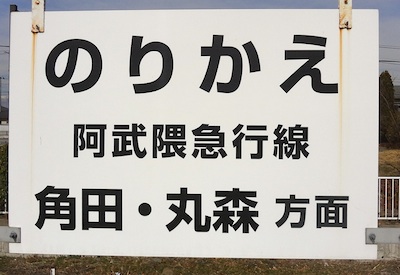 のりかえ
阿武隈急行線
角田・丸森 方面